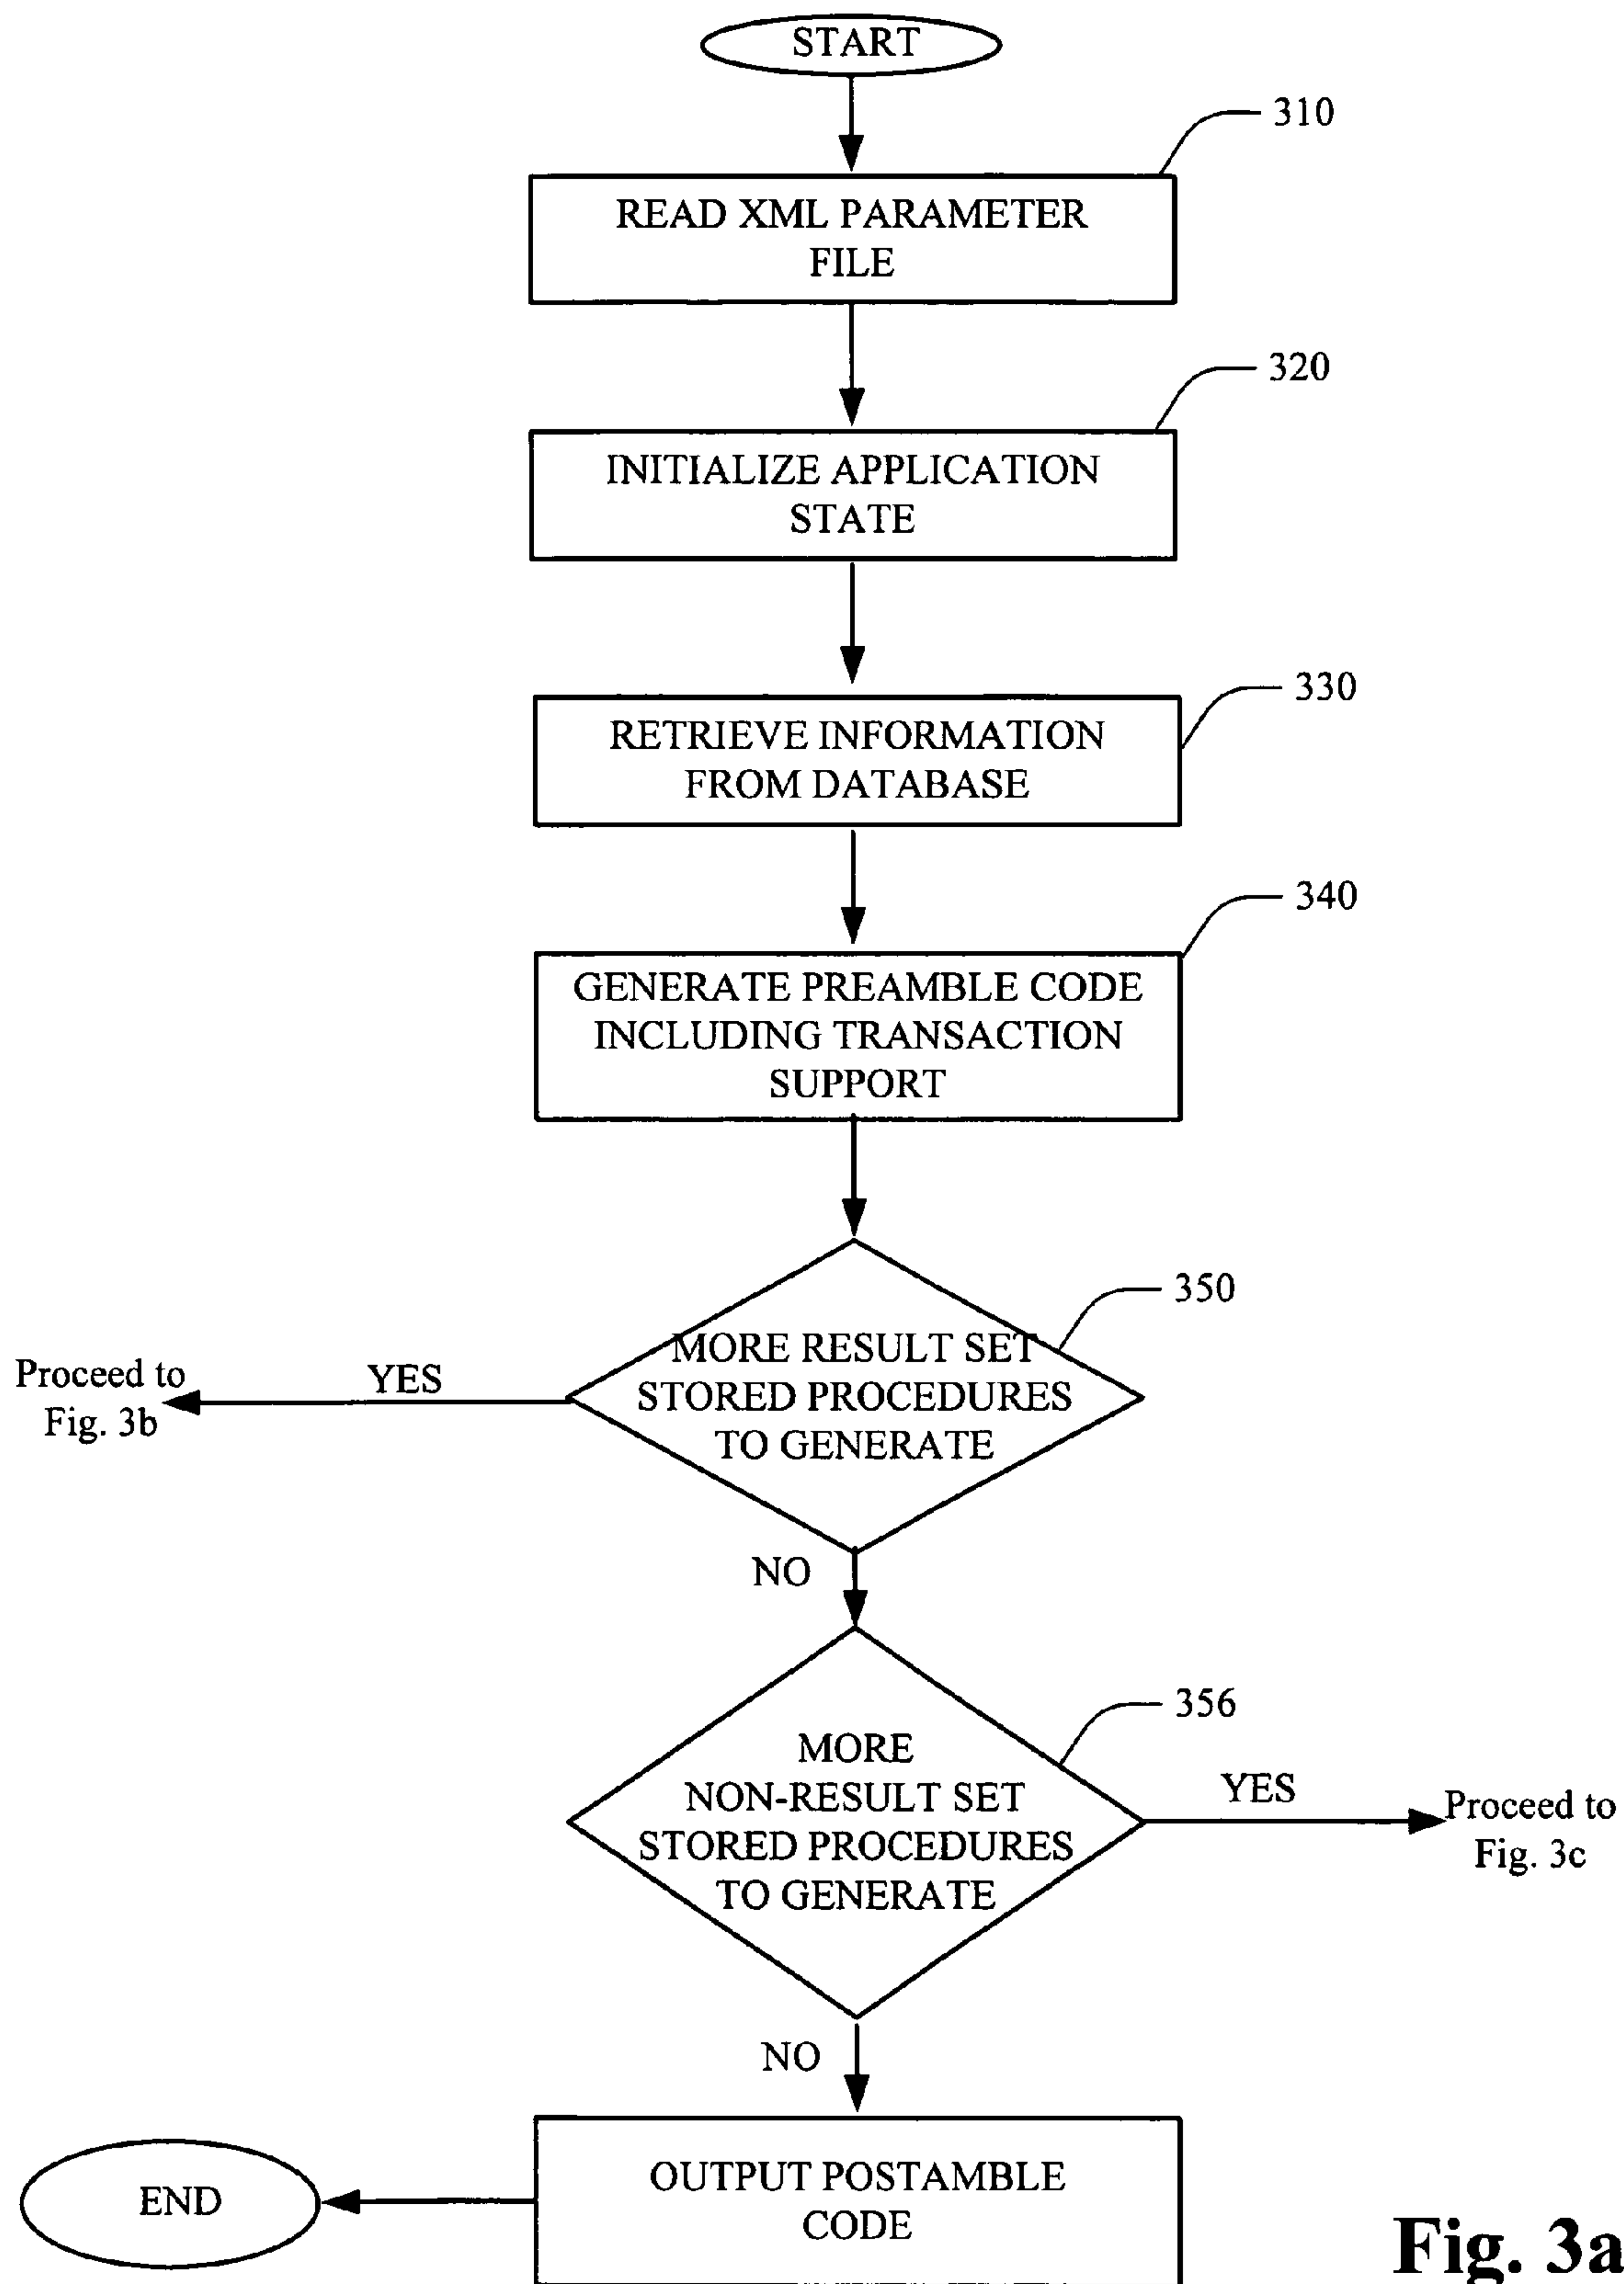 START
310
READ XML PARAMETER
FILE
320
INITIALIZE APPLICATION
STATE
330
RETRIEVE INFORMATION
FROM DATABASE
340
GENERATE PREAMBLE CODE
INCLUDING TRANSACTION
SUPPORT
350
MORE RESULT SET
STORED PROCEDURES
TO GENERATE
YES
Proceed to
Fig. 3b
NO
356
MORE
NON-RESULT SET
STORED PROCEDURES
TO GENERATE
YES
Proceed to
Fig. 3c
NO
OUTPUT POSTAMBLE
CODE
END
Fig. 3a